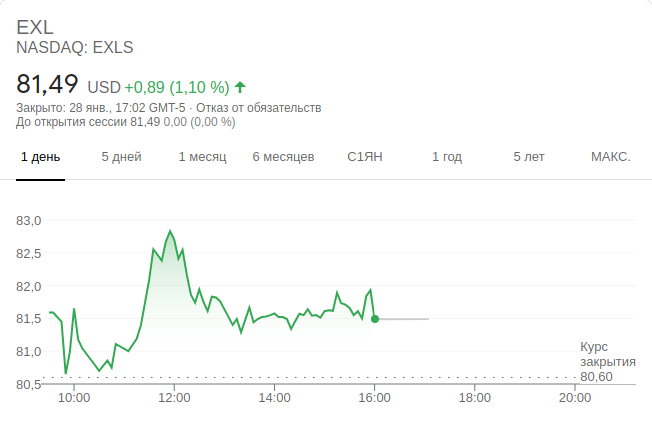 EXL
NASDAQ: EXLS
81,49 USD +0,89 (1,10 %)
Закрыто: 28 янв., 17:02 GMT-5 · Отказ от обязательств
До открытия сессии 81,49 0,00 (0,00 %)
1 день 5 дней 1 месяц 6 месяцев С1ЯН 1 год 5 лет МАКС.
83,0
82,5
82,0
81,5
81,0
80,5
Курс
закрытия
80,60
10:00 12:00 14:00 16:00 18:00 20:00